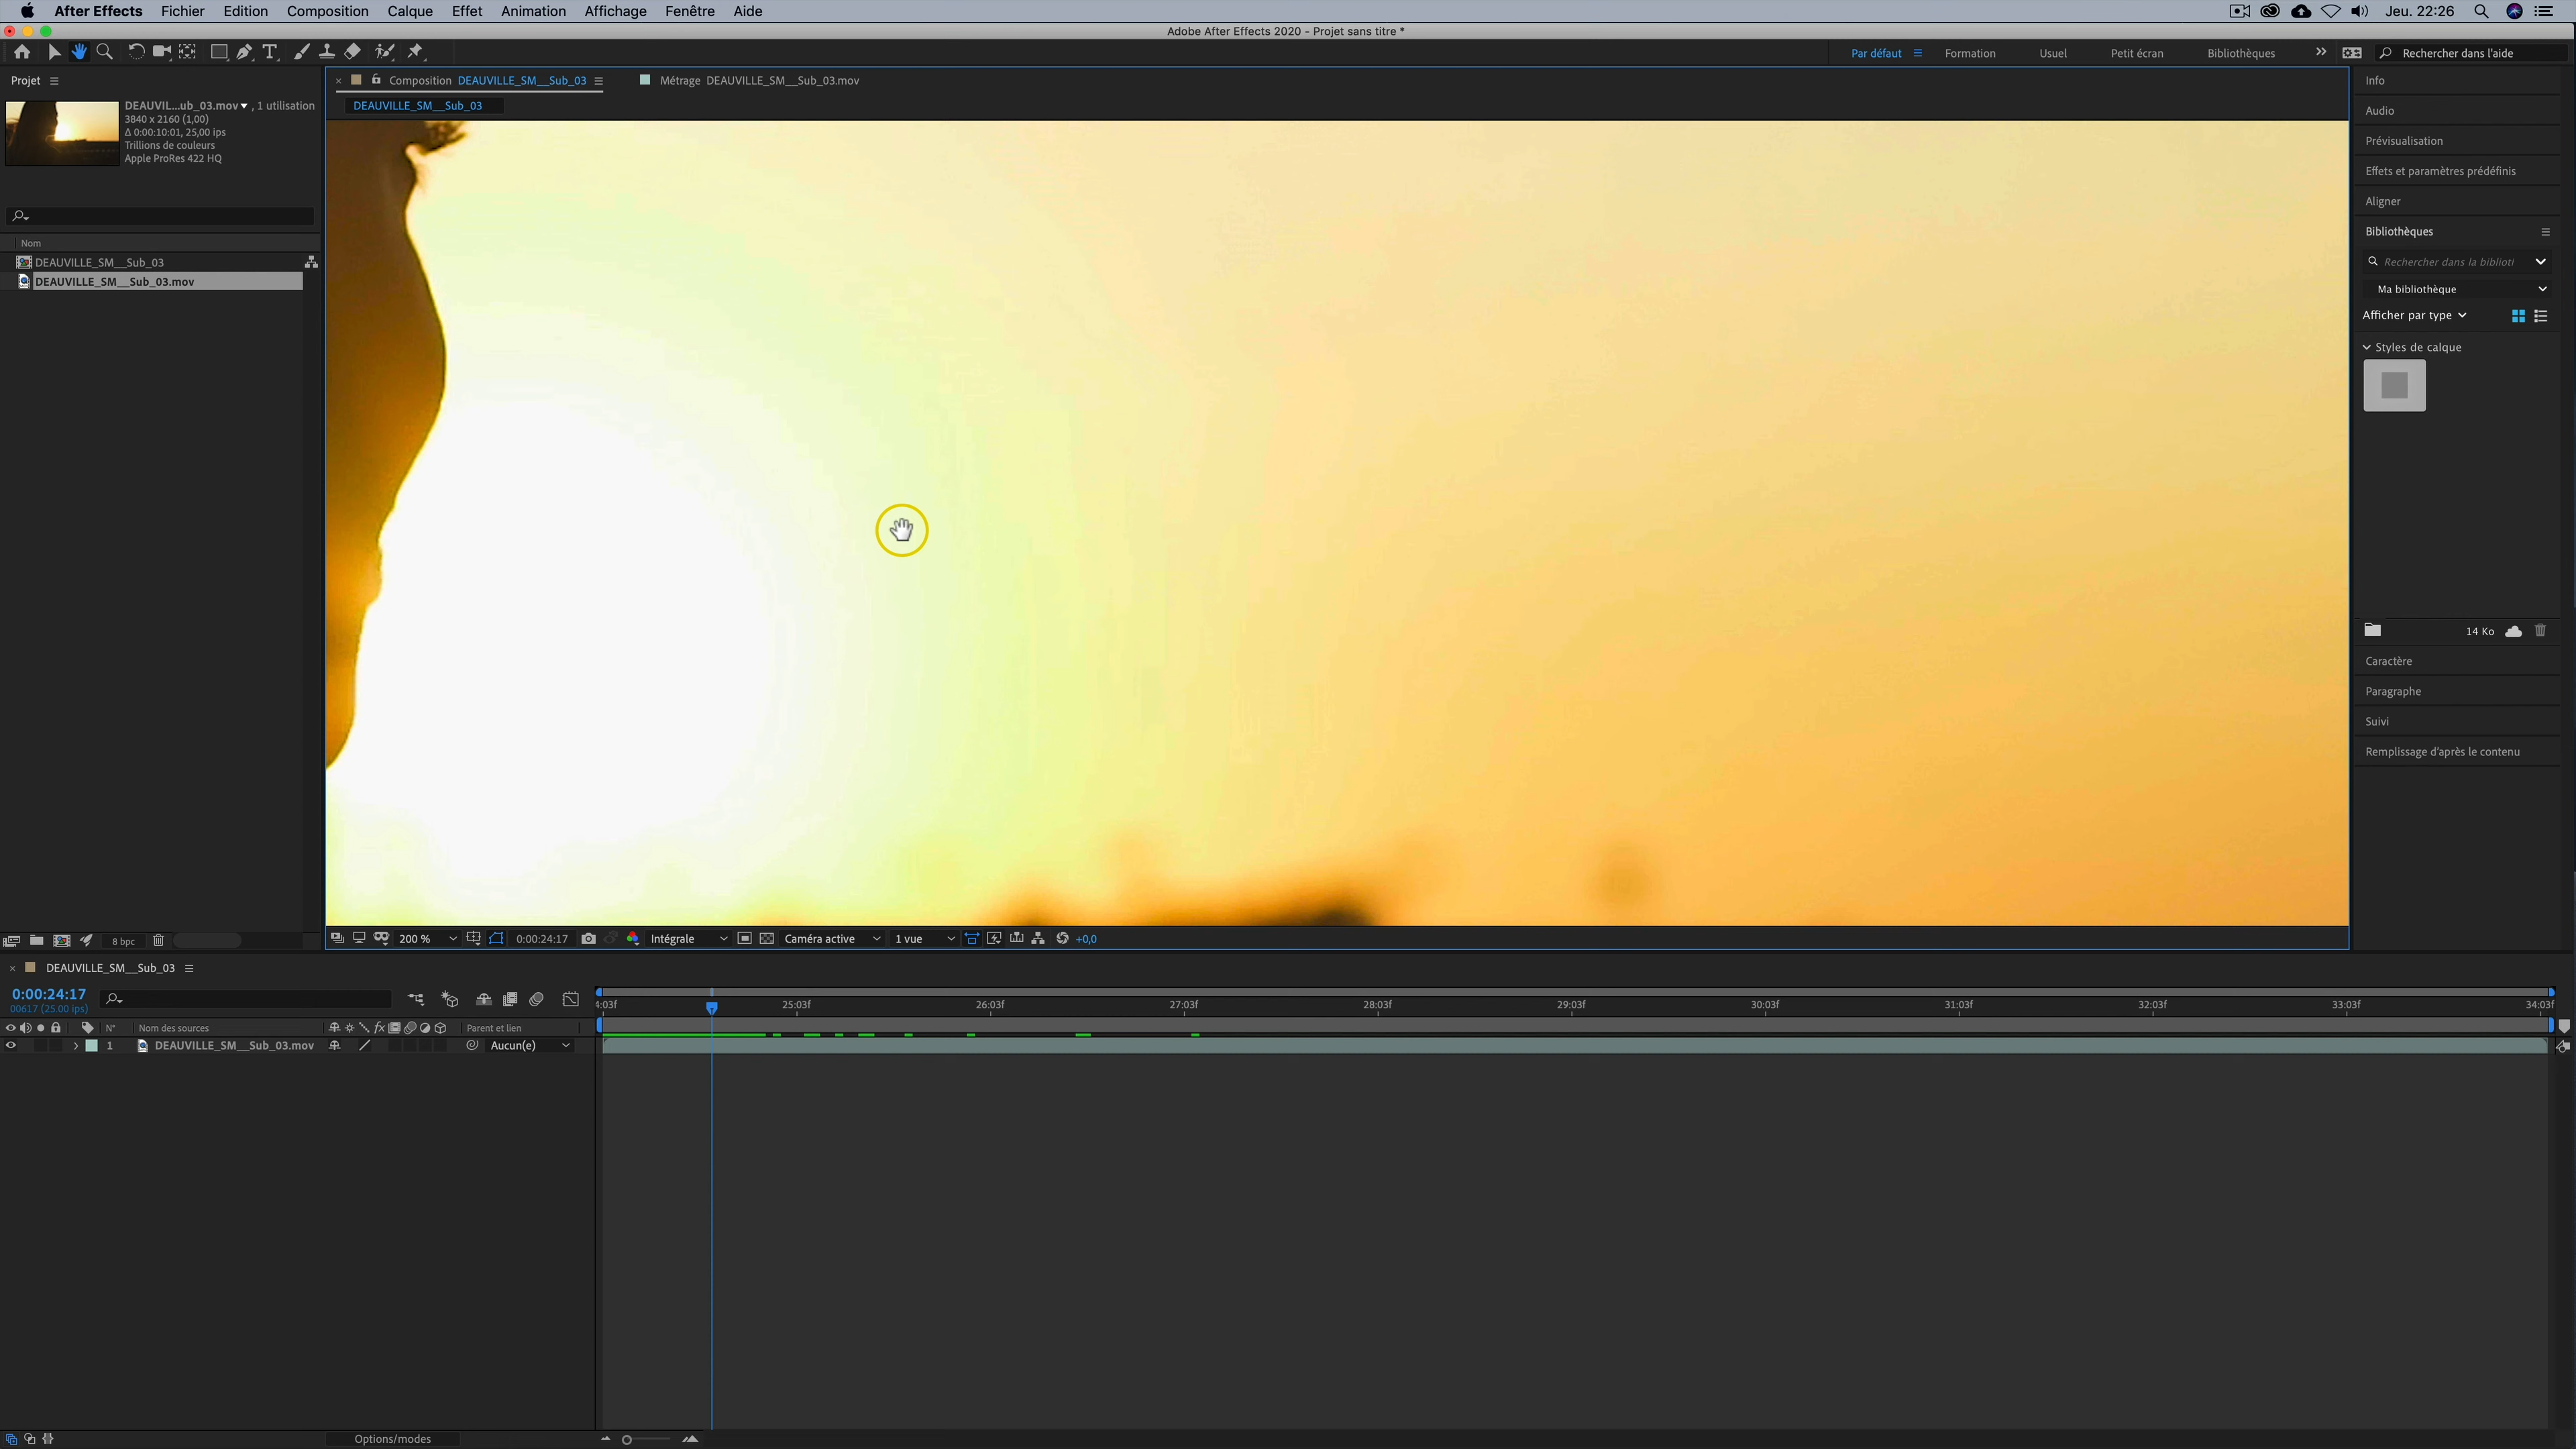 After Effects Fichier Edition Composition Calque Effet Animation Affichage Fenêtre Aide Jeu. 22:26
Adobe After Effects 2020 - Projet sans titre *
Par défaut Formation Usuel Petit écran Bibliothèques Rechercher dans l'aide
Projet
DEAUVIL...ub_03.mov , 1 utilisation
3840 x 2160 (1,00)
Δ 0:00:10:01, 25,00 ips
Trillions de couleurs
Apple ProRes 422 HQ
Nom
DEAUVILLE_SM__Sub_03
DEAUVILLE_SM__Sub_03.mov
8 bpc
Composition DEAUVILLE_SM__Sub_03 Métrage DEAUVILLE_SM__Sub_03.mov
DEAUVILLE_SM__Sub_03
200 % 0:00:24:17 Intégrale Caméra active 1 vue +0,0
Info
Audio
Prévisualisation
Effets et paramètres prédéfinis
Aligner
Bibliothèques
Rechercher dans la bibliotl
Ma bibliothèque
Afficher par type
Styles de calque
14 Ko
Caractère
Paragraphe
Suivi
Remplissage d'après le contenu
DEAUVILLE_SM__Sub_03
0:00:24:17
00617 (25.00 ips)
4:03f 25:03f 26:03f 27:03f 28:03f 29:03f 30:03f 31:03f 32:03f 33:03f 34:03f
N° Nom des sources fx Parent et lien
1 DEAUVILLE_SM__Sub_03.mov Aucun(e)
Options/modes